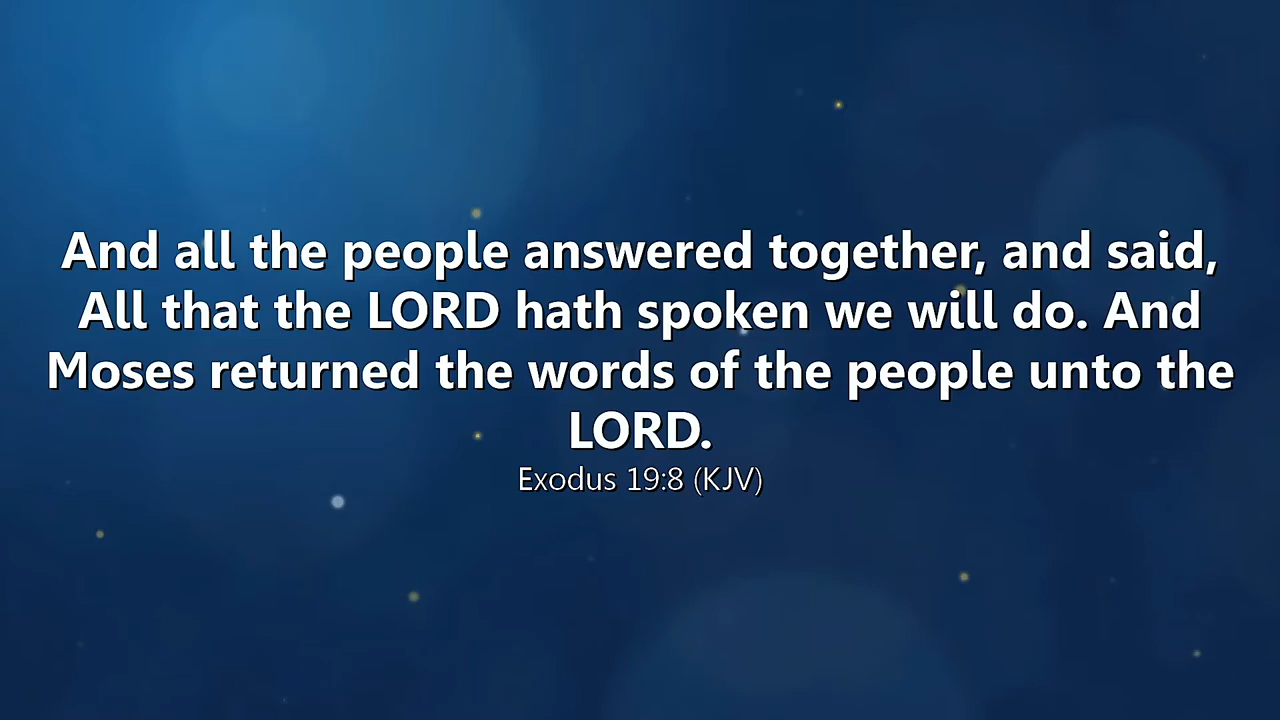 And all the people answered together, and said,
All that the LORD hath spoken we will do. And
Moses returned the words of the people unto the
LORD.
Exodus 19:8 (KJV)